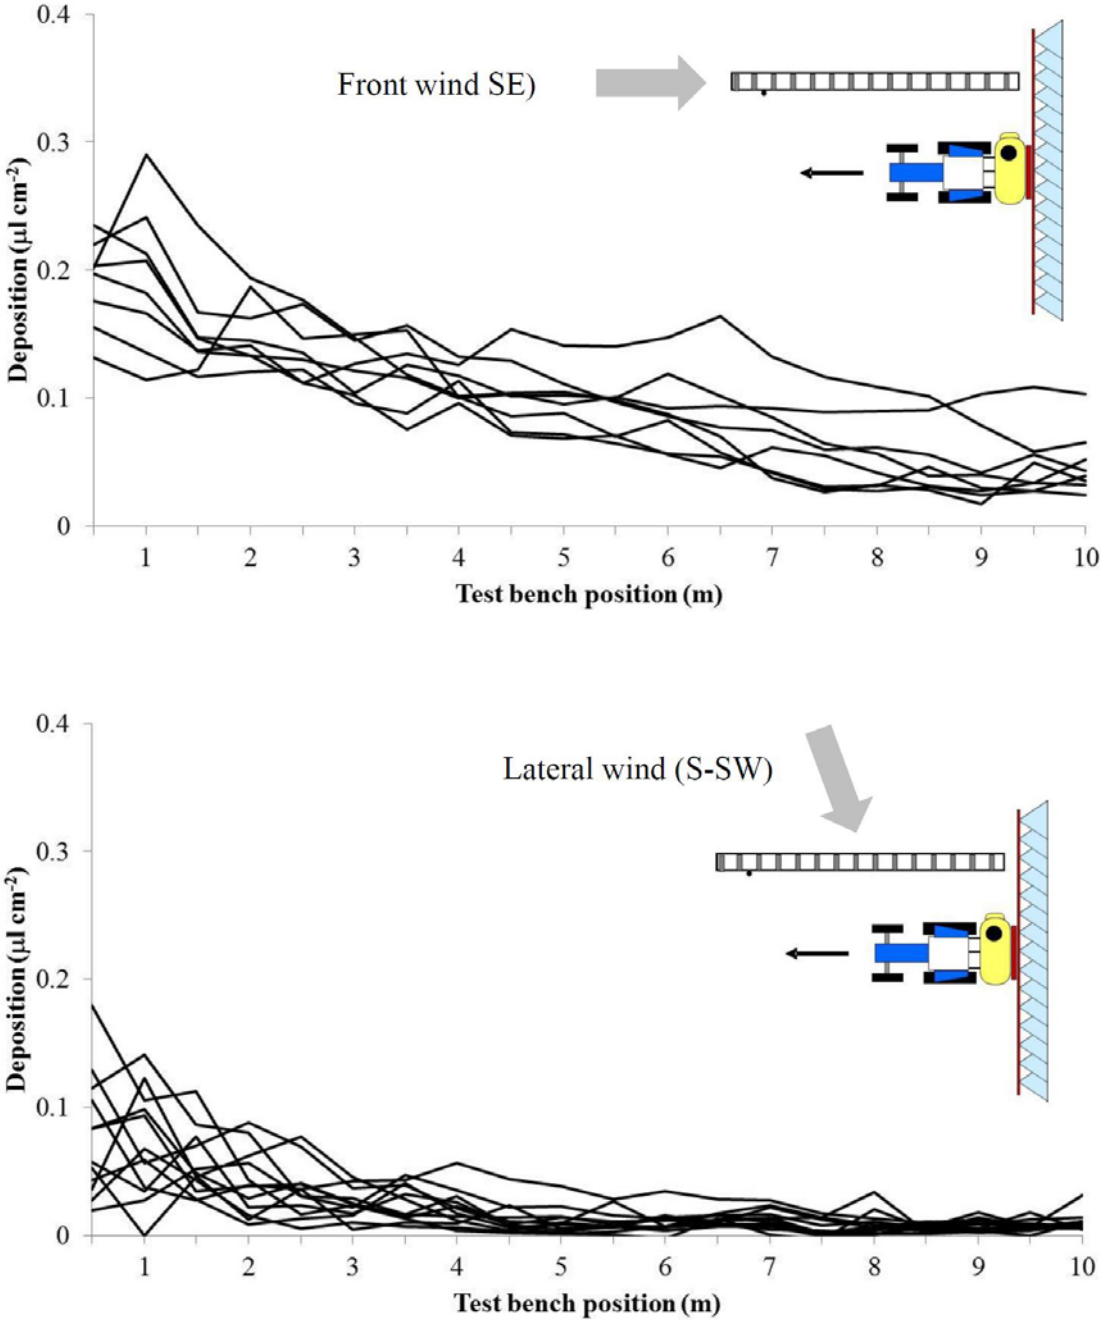 0.4
Front wind SE)
0.3
0.2
0.1
0
Deposition (µl cm-2)
1 2 3 4 5 6 7 8 9 10
Test bench position (m)
0.4
Lateral wind (S-SW)
0.3
0.2
0.1
0
Deposition (µl cm-2)
1 2 3 4 5 6 7 8 9 10
Test bench position (m)